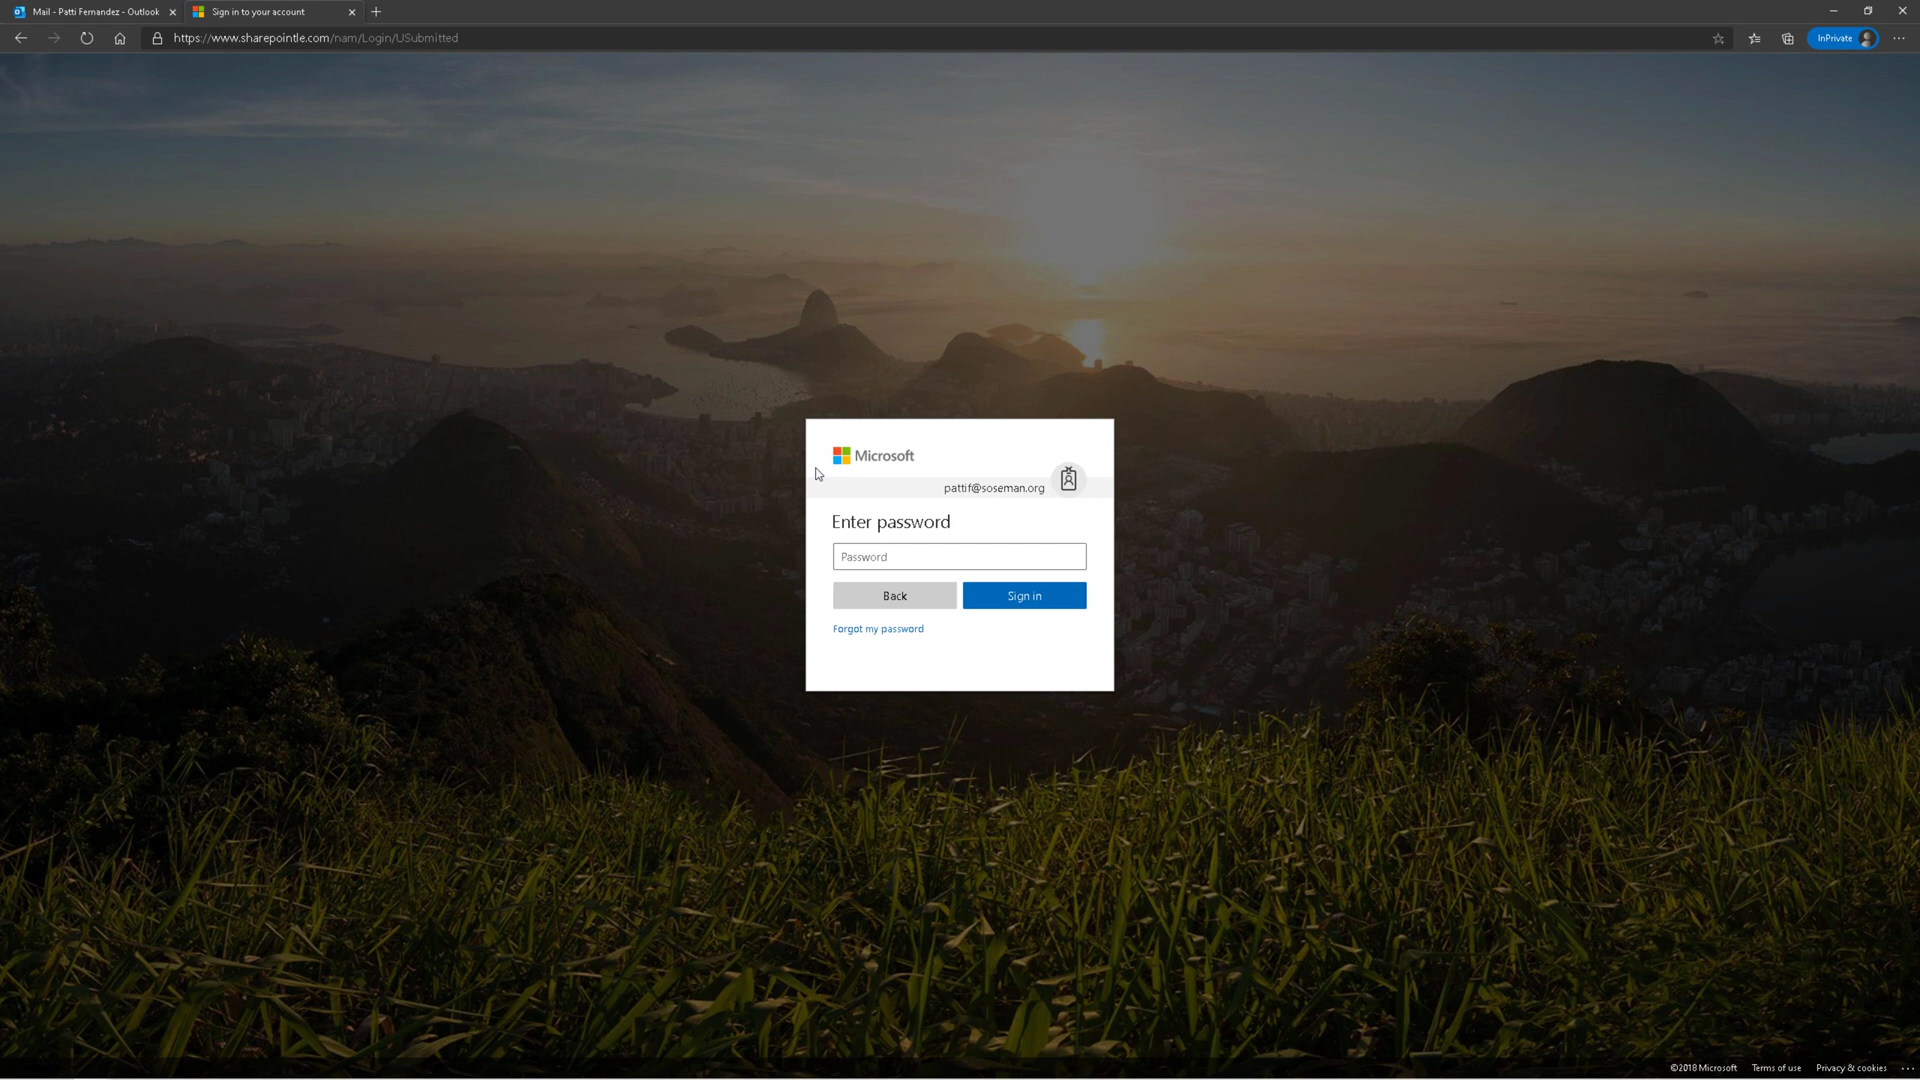 Mail - Patti Fernandez - Outlook
Sign in to your account
https://www.sharepointle.com/nam/Login/USubmitted
InPrivate
Microsoft
pattif@soseman.org
Enter password
Password
Back
Sign in
Forgot my password
©2018 Microsoft Terms of use Privacy & cookies